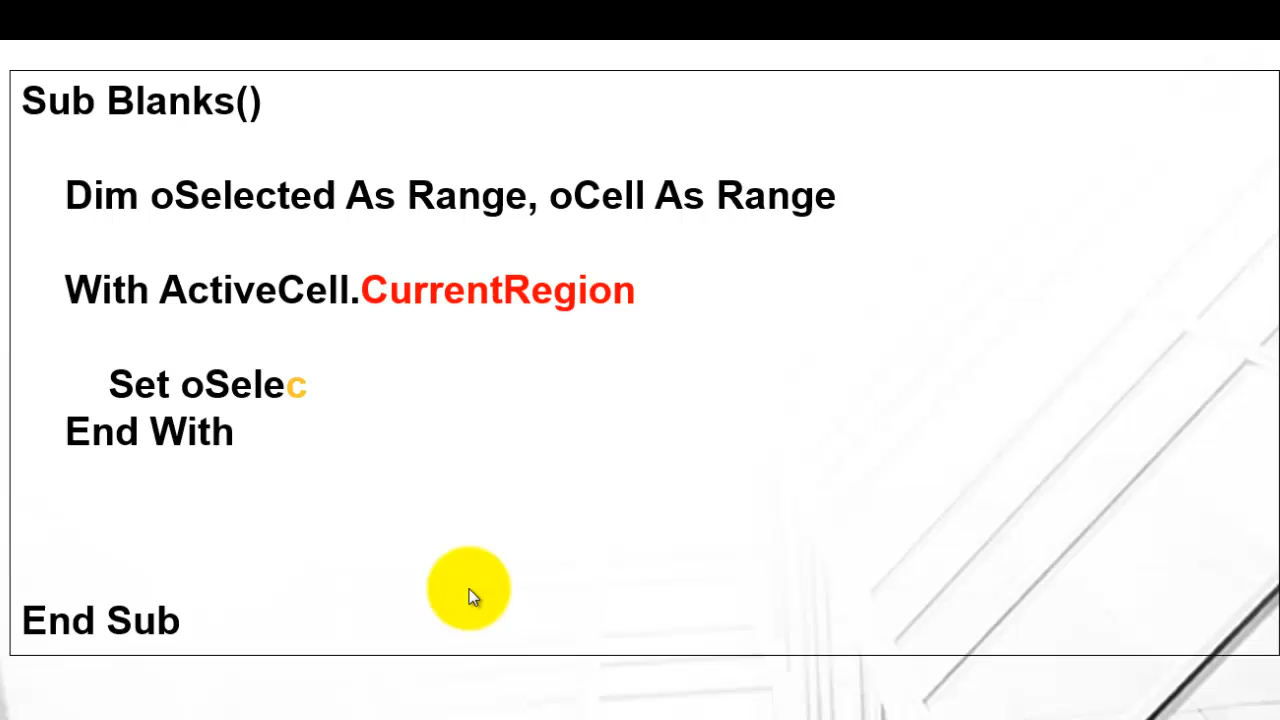 Sub Blanks()
Dim oSelected As Range, oCell As Range
With ActiveCell.CurrentRegion
Set oSelec
End With
End Sub